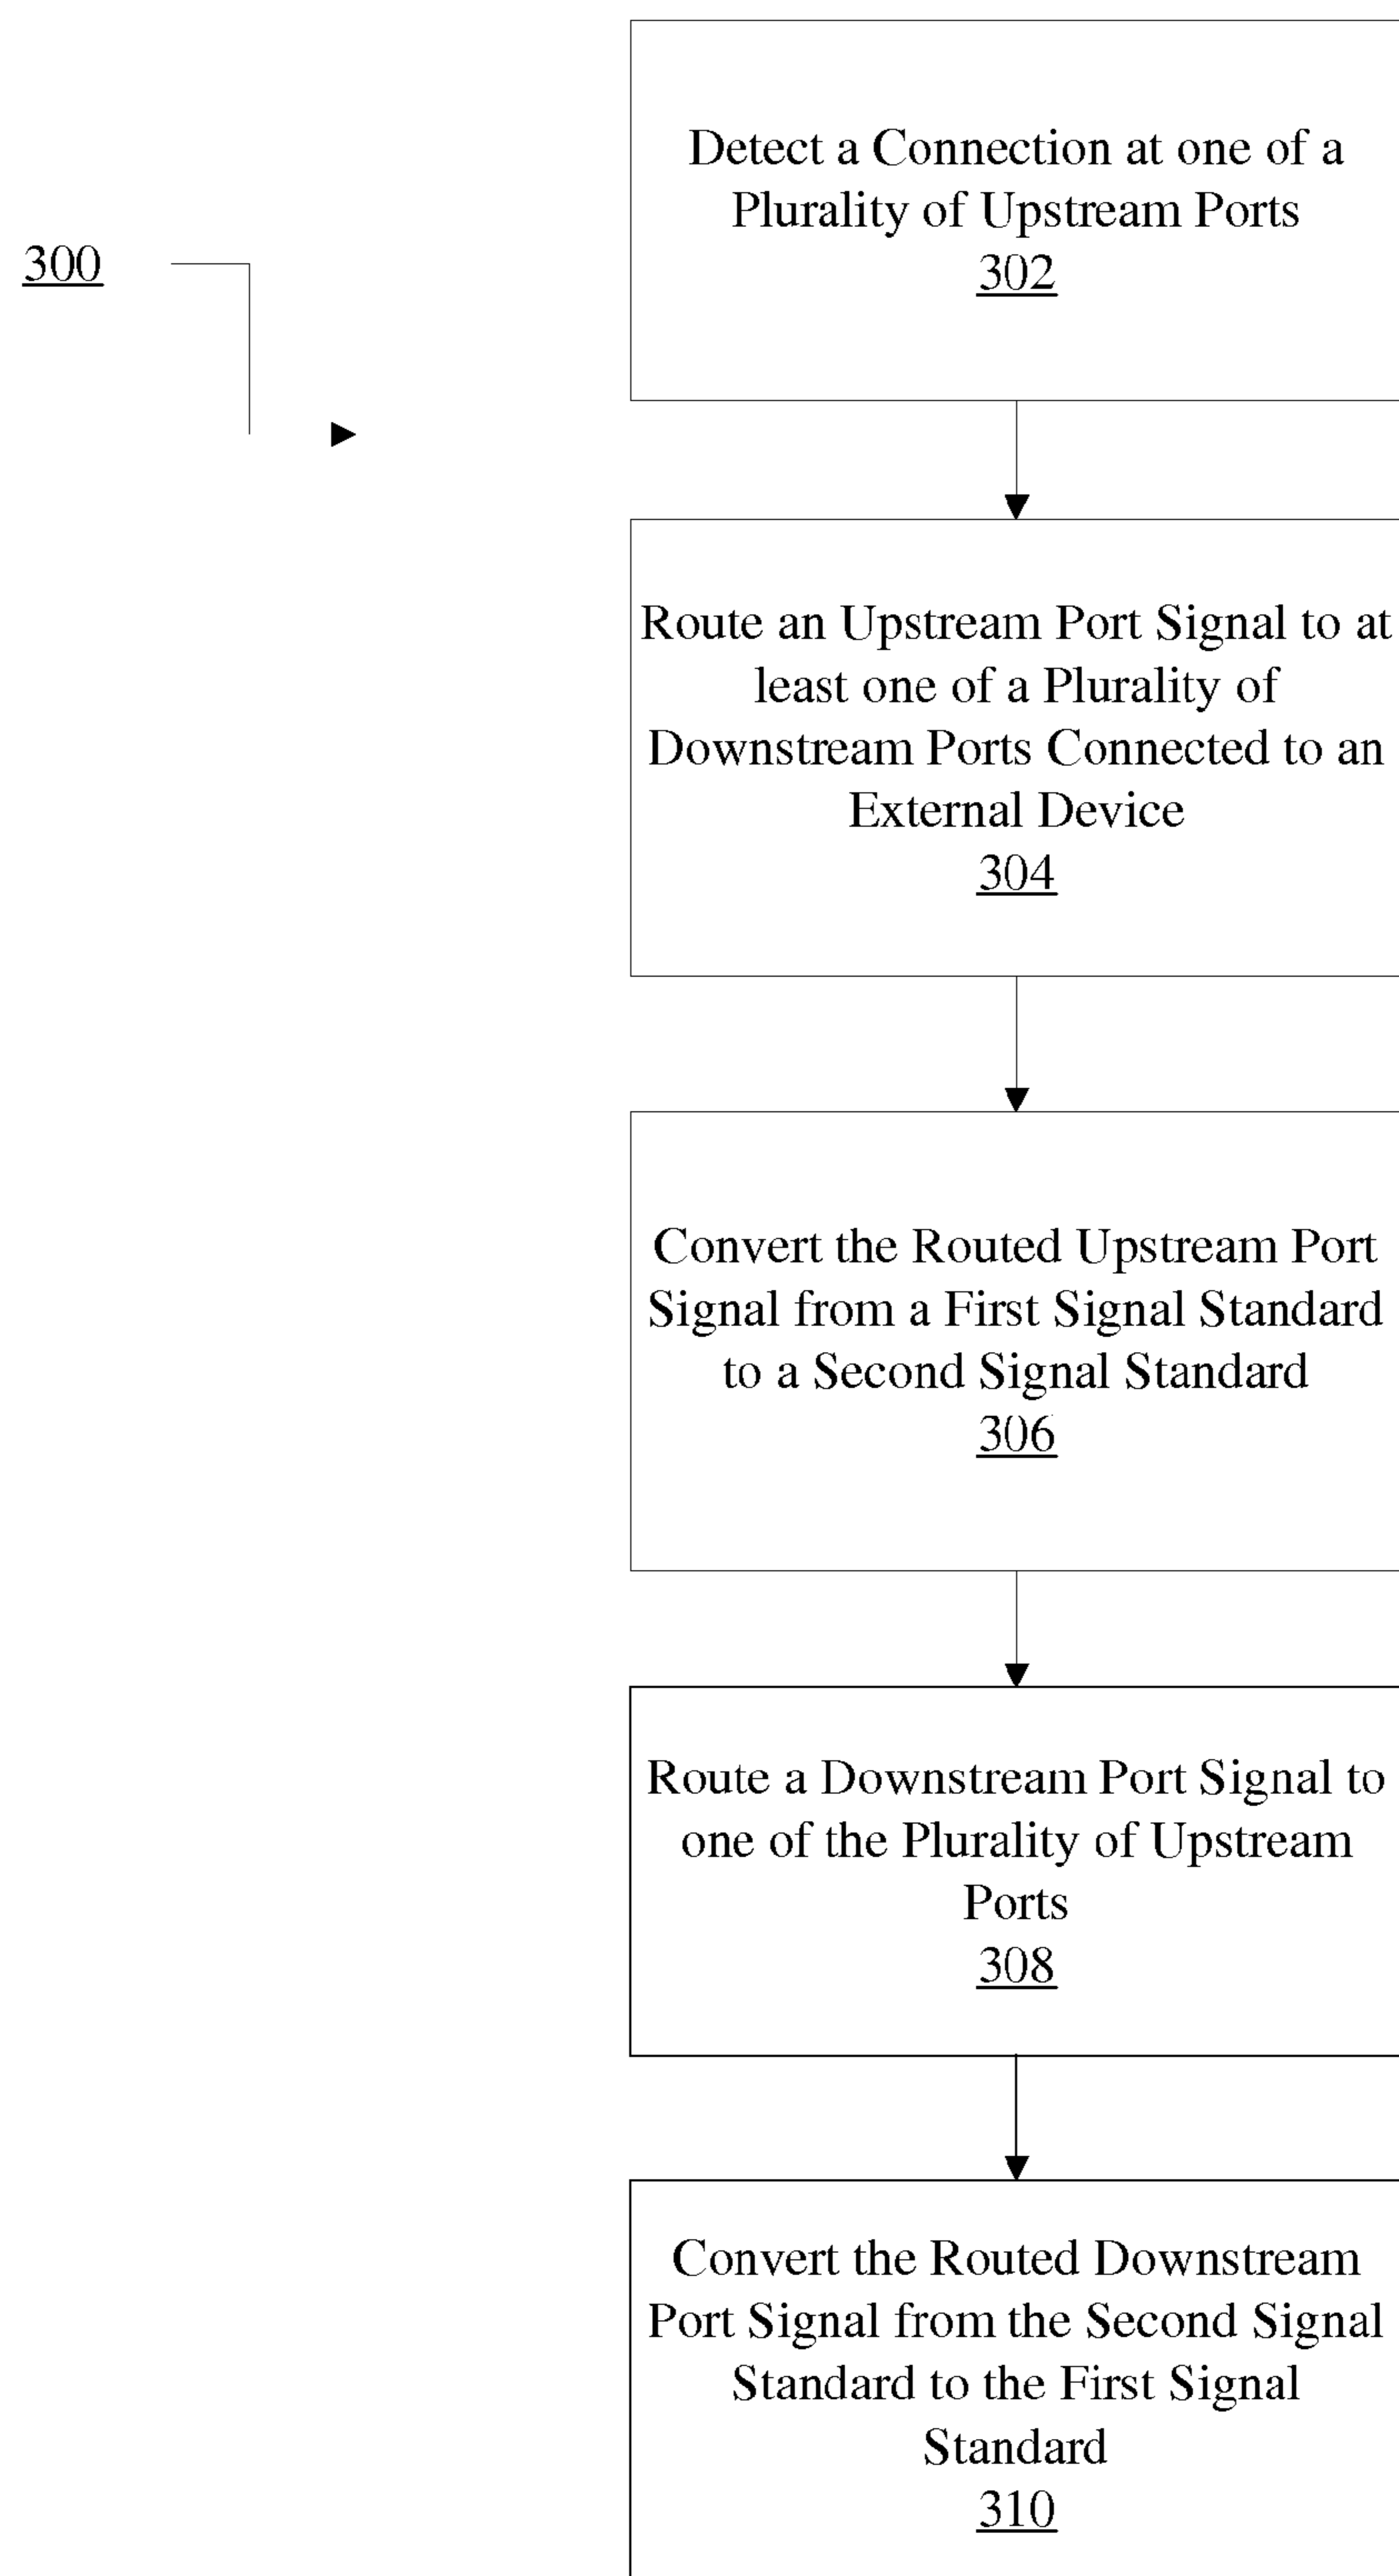 300
Detect a Connection at one of a
Plurality of Upstream Ports
302
Route an Upstream Port Signal to at
least one of a Plurality of
Downstream Ports Connected to an
External Device
304
Convert the Routed Upstream Port
Signal from a First Signal Standard
to a Second Signal Standard
306
Route a Downstream Port Signal to
one of the Plurality of Upstream
Ports
308
Convert the Routed Downstream
Port Signal from the Second Signal
Standard to the First Signal
Standard
310